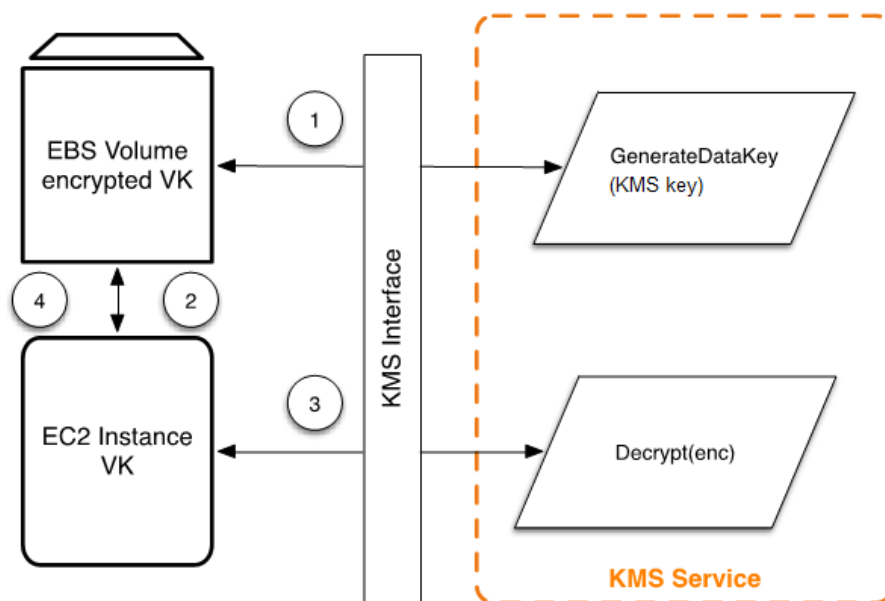 1
EBS Volume
encrypted VK
GenerateDataKey
(KMS key)
4
2
KMS Interface
3
EC2 Instance
VK
Decrypt(enc)
KMS Service